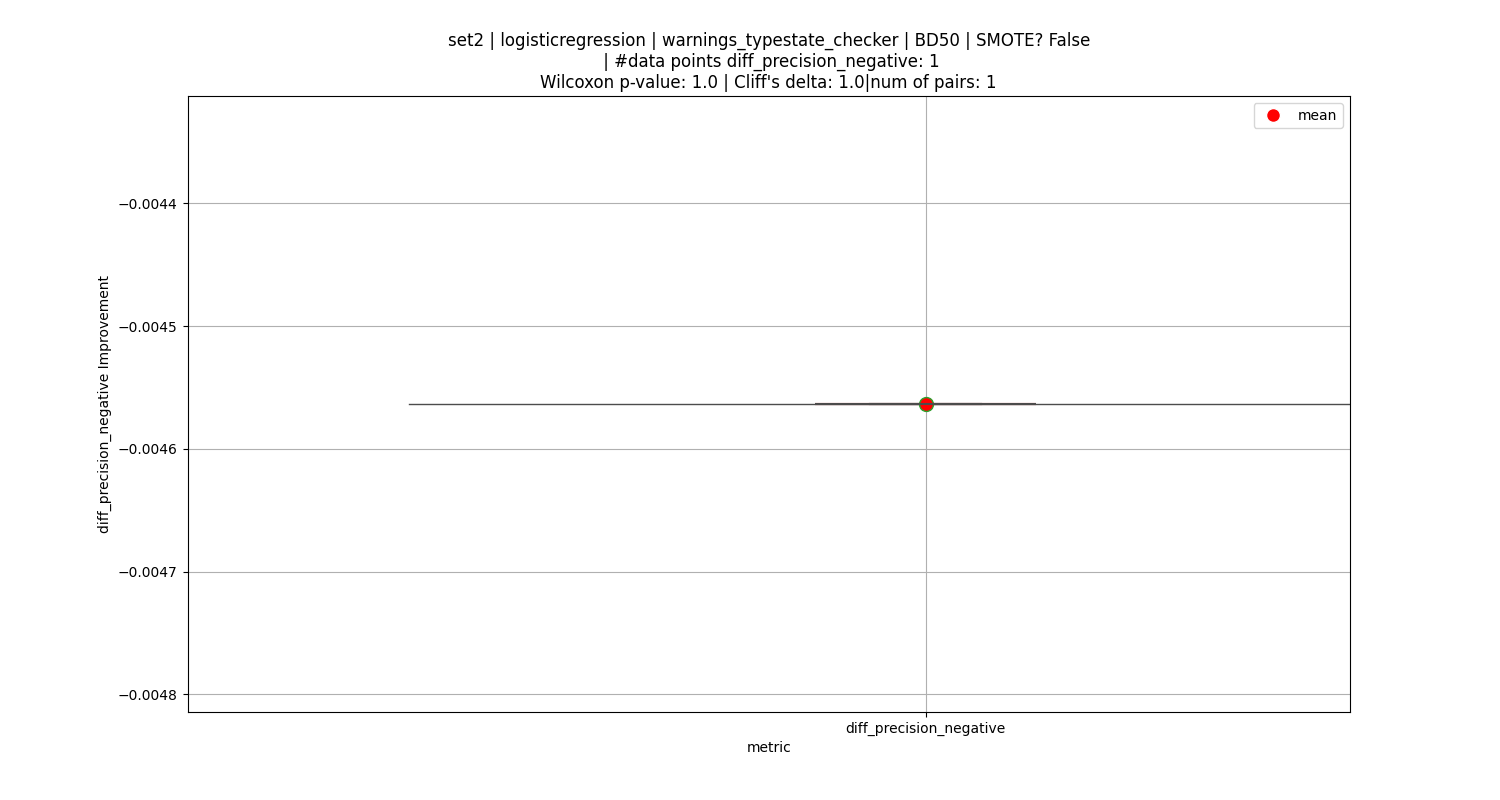 set2 | logisticregression | warnings_typestate_checker | BD50 | SMOTE? False
| #data points diff_precision_negative: 1
Wilcoxon p-value: 1.0 | Cliff's delta: 1.0|num of pairs: 1
mean
−0.0044
−0.0045
−0.0046
−0.0047
−0.0048
diff_precision_negative Improvement
diff_precision_negative
metric